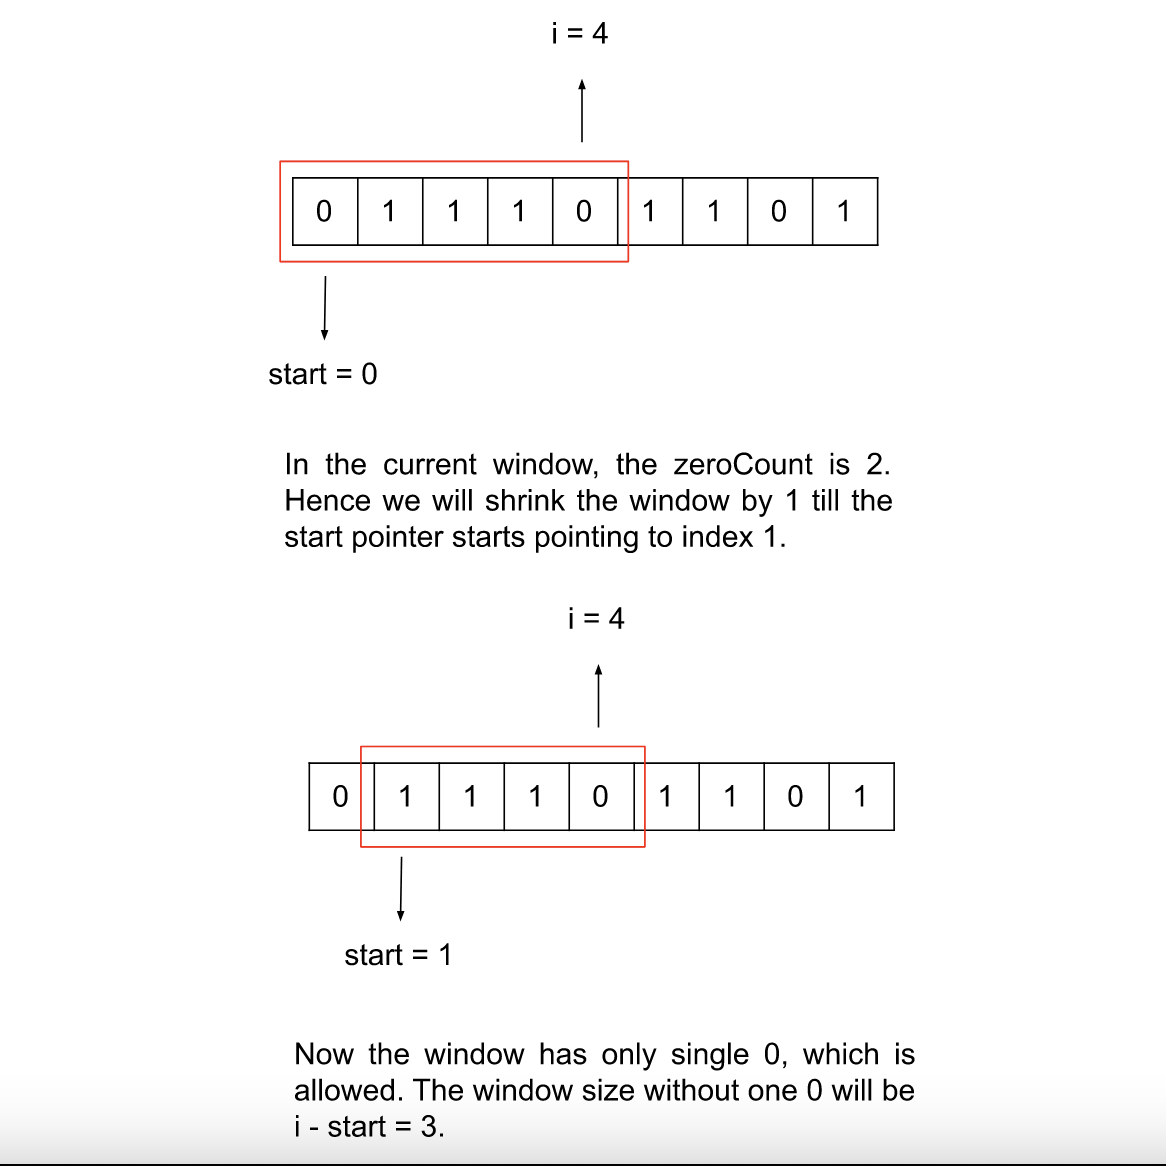 i = 4
0 1 1 1 0 1 1 0 1
start = 0
In the current window, the zeroCount is 2.
Hence we will shrink the window by 1 till the
start pointer starts pointing to index 1.
i = 4
0 1 1 1 0 1 1 0 1
start = 1
Now the window has only single 0, which is
allowed. The window size without one 0 will be
i - start = 3.